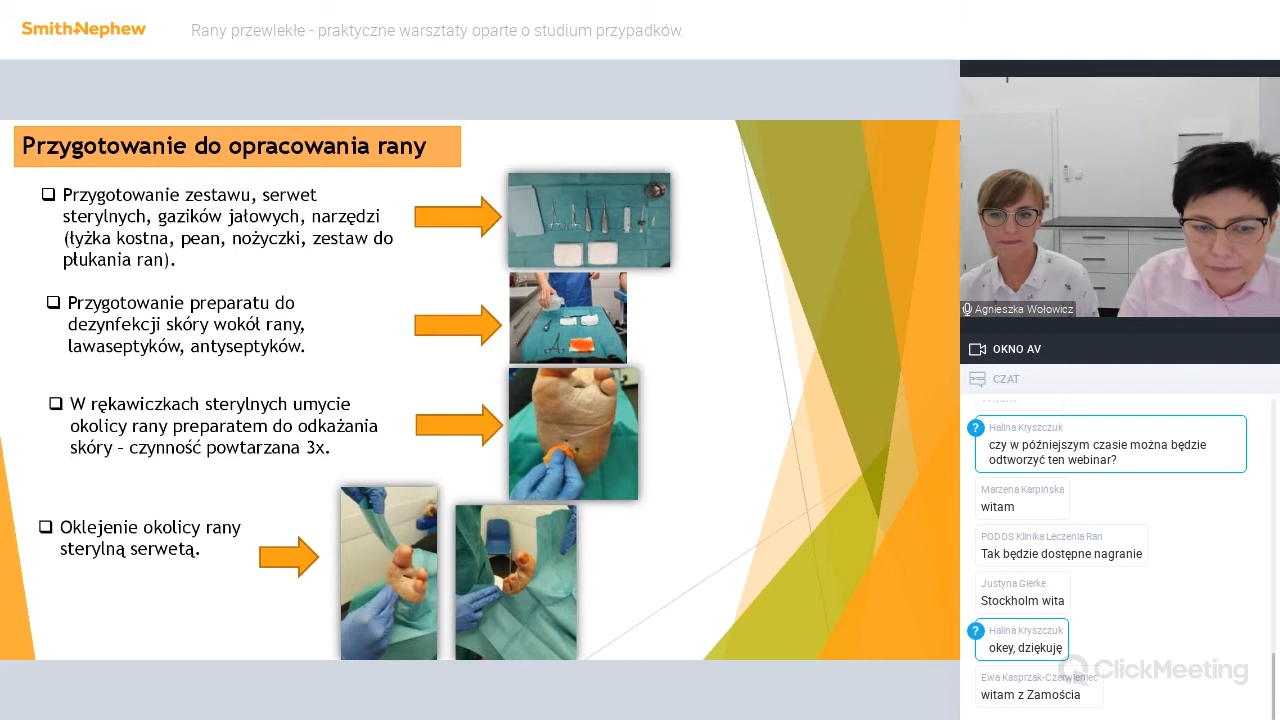 Smith+Nephew
Rany przewlekłe - praktyczne warsztaty oparte o studium przypadków.
Przygotowanie do opracowania rany
Przygotowanie zestawu, serwet
sterylnych, gazików jałowych, narzędzi
(łyżka kostna, pean, nożyczki, zestaw do
płukania ran).
Przygotowanie preparatu do
dezynfekcji skóry wokół rany,
lawaseptyków, antyseptyków.
W rękawiczkach sterylnych umycie
okolicy rany preparatem do odkażania
skóry - czynność powtarzana 3x.
Oklejenie okolicy rany
sterylną serwetą.
Agnieszka Wołowicz
OKNO AV
CZAT
?
Halina Kryszczuk
czy w późniejszym czasie można będzie
odtworzyć ten webinar?
Marzena Karpińska
witam
PODOS Klinika Leczenia Ran
Tak będzie dostępne nagranie
Justyna Gierke
Stockholm wita
?
Halina Kryszczuk
okey, dziękuję
Ewa Kasprzak-Czerwieniec
witam z Zamościa
ClickMeeting